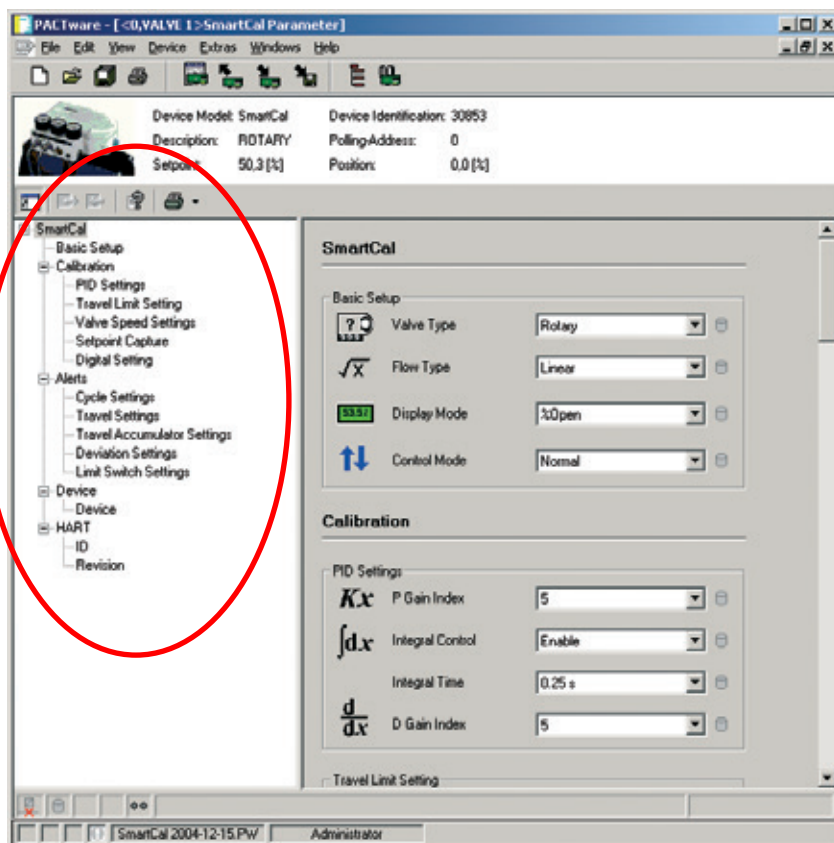 PACTware - [<0,VALVE 1>SmartCal Parameter]
File Edit View Device Extras Windows Help
Device Model: SmartCal Device Identification: 30853
Description: ROTARY Polling-Address: 0
Setpoint: 50,3 [%] Position: 0,0 [%]
SmartCal
Basic Setup
Calibration
PID Settings
Travel Limit Setting
Valve Speed Settings
Setpoint Capture
Digital Setting
Alerts
Cycle Settings
Travel Settings
Travel Accumulator Settings
Deviation Settings
Limit Switch Settings
Device
Device
HART
ID
Revision
SmartCal
Basic Setup
? Valve Type Rotary
√x Flow Type Linear
53.57 Display Mode %Open
Control Mode Normal
Calibration
PID Settings
Kx P Gain Index 5
∫dx Integral Control Enable
Integral Time 0.25 s
d/dx D Gain Index 5
Travel Limit Setting
SmartCal 2004-12-15.PW Administrator